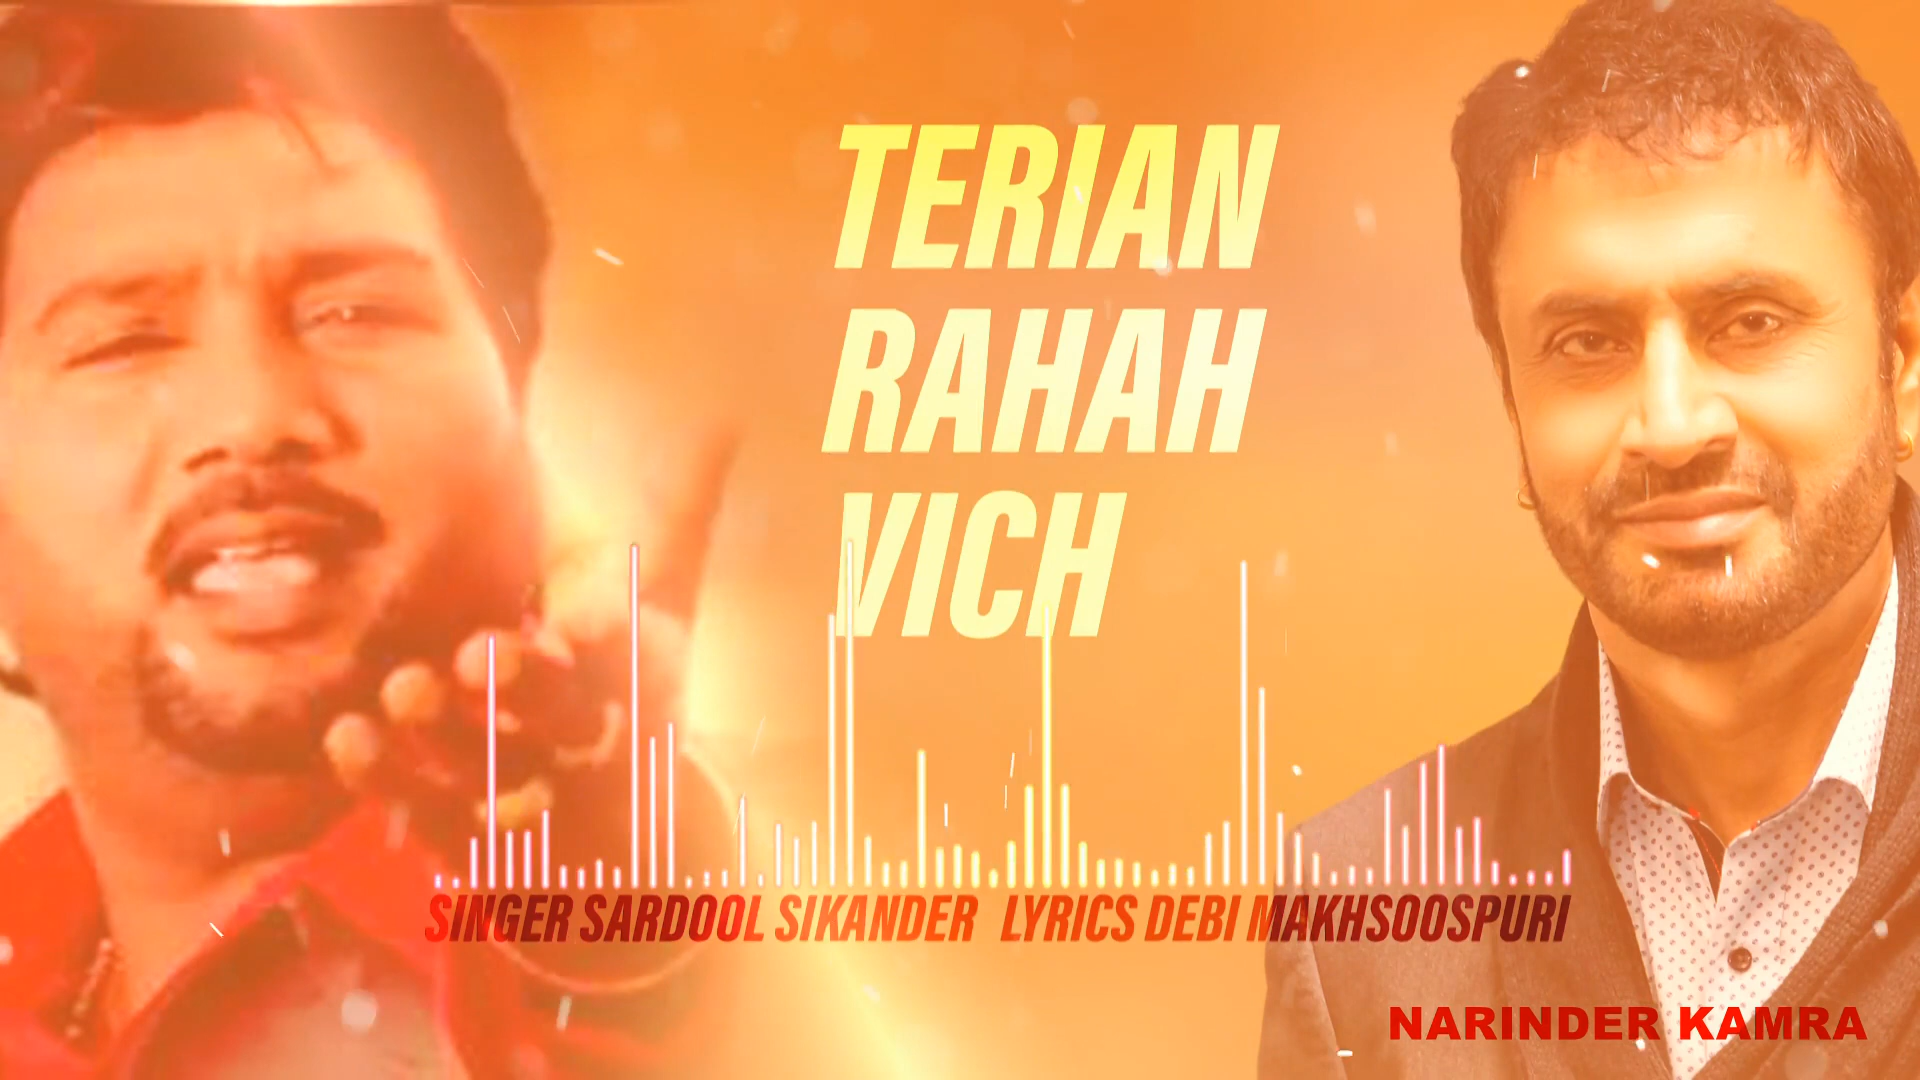 TERIAN
RAHAH
VICH
SINGER SARDOOL SIKANDER LYRICS DEBI MAKHSOOSPURI
NARINDER KAMRA